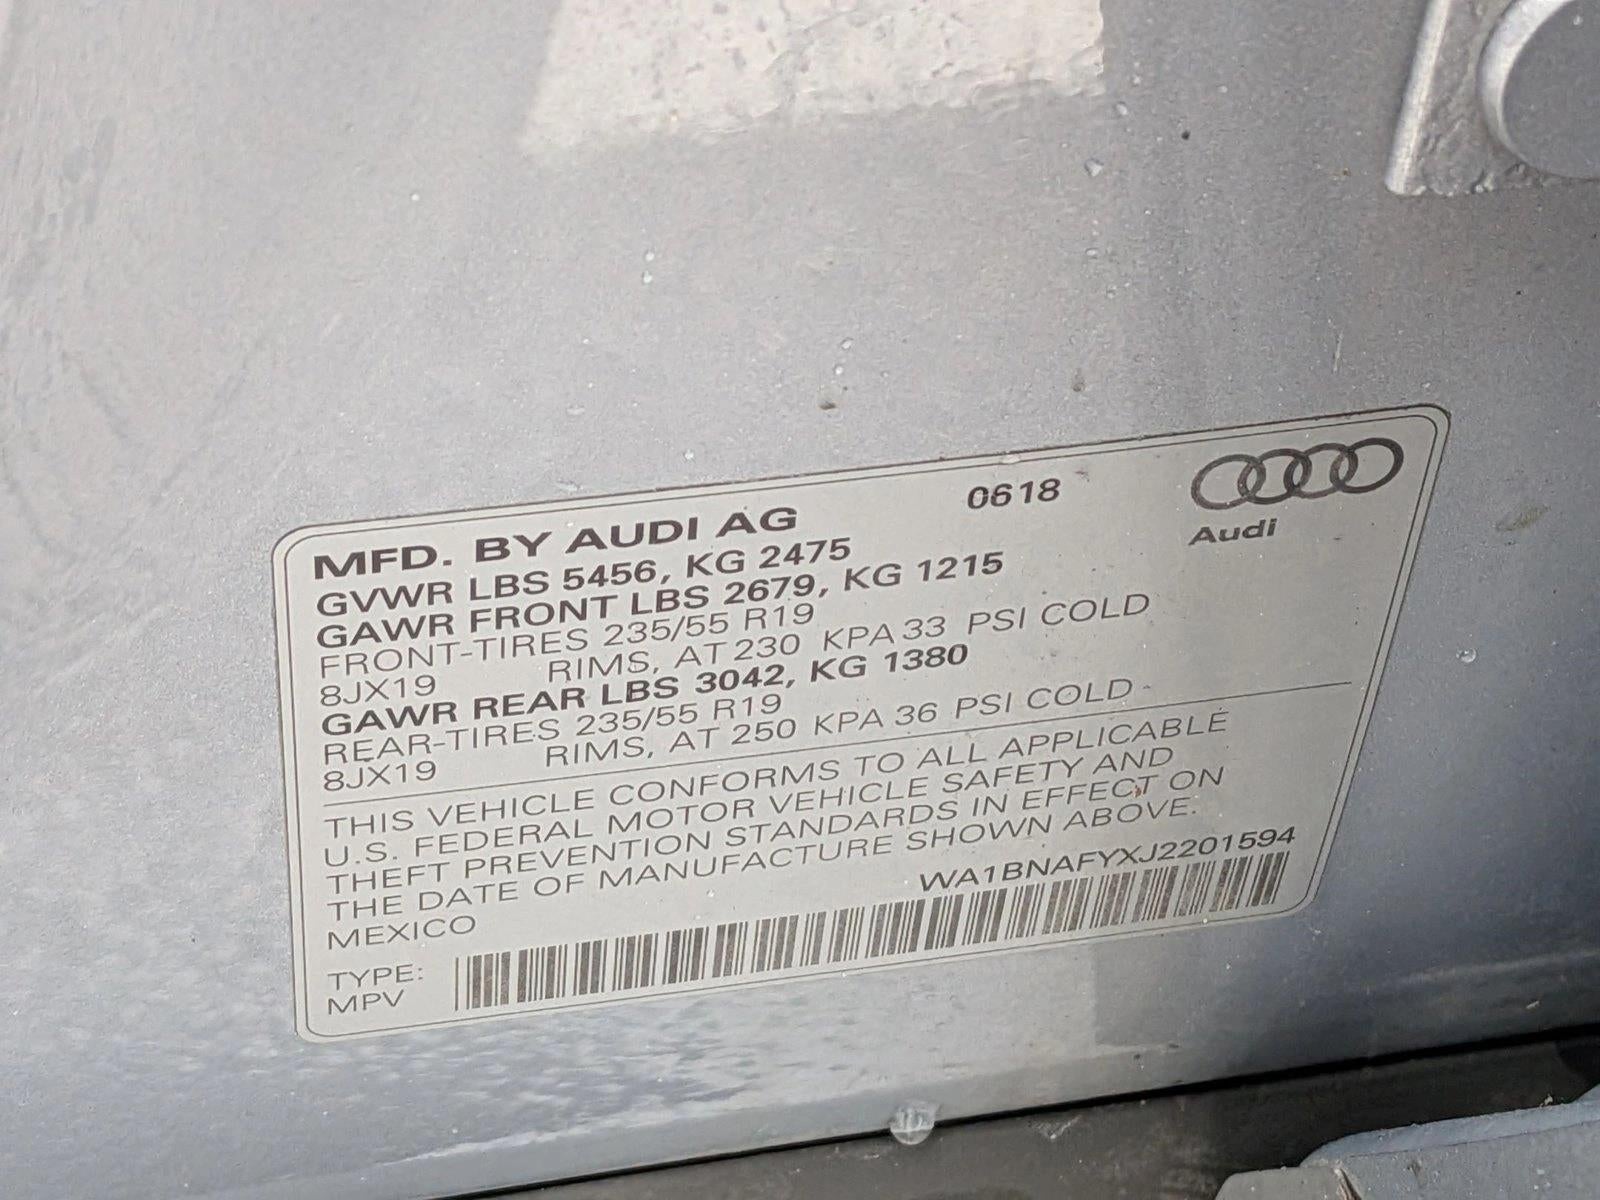 MFD. BY AUDI AG 0618
Audi
GVWR LBS 5456, KG 2475
GAWR FRONT LBS 2679, KG 1215
FRONT-TIRES 235/55 R19
8JX19 RIMS, AT 230 KPA 33 PSI COLD
GAWR REAR LBS 3042, KG 1380
REAR-TIRES 235/55 R19
8JX19 RIMS, AT 250 KPA 36 PSI COLD
THIS VEHICLE CONFORMS TO ALL APPLICABLE
U.S. FEDERAL MOTOR VEHICLE SAFETY AND
THEFT PREVENTION STANDARDS IN EFFECT ON
THE DATE OF MANUFACTURE SHOWN ABOVE.
MEXICO WA1BNAFYXJ2201594
TYPE:
MPV